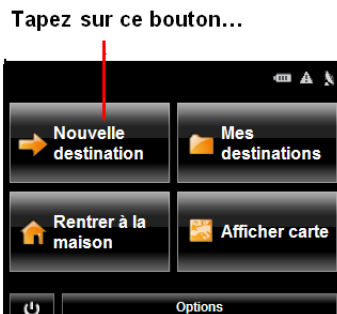 Tapez sur ce bouton...
Nouvelle
destination
Mes
destinations
Rentrer à la
maison
Afficher carte
Options